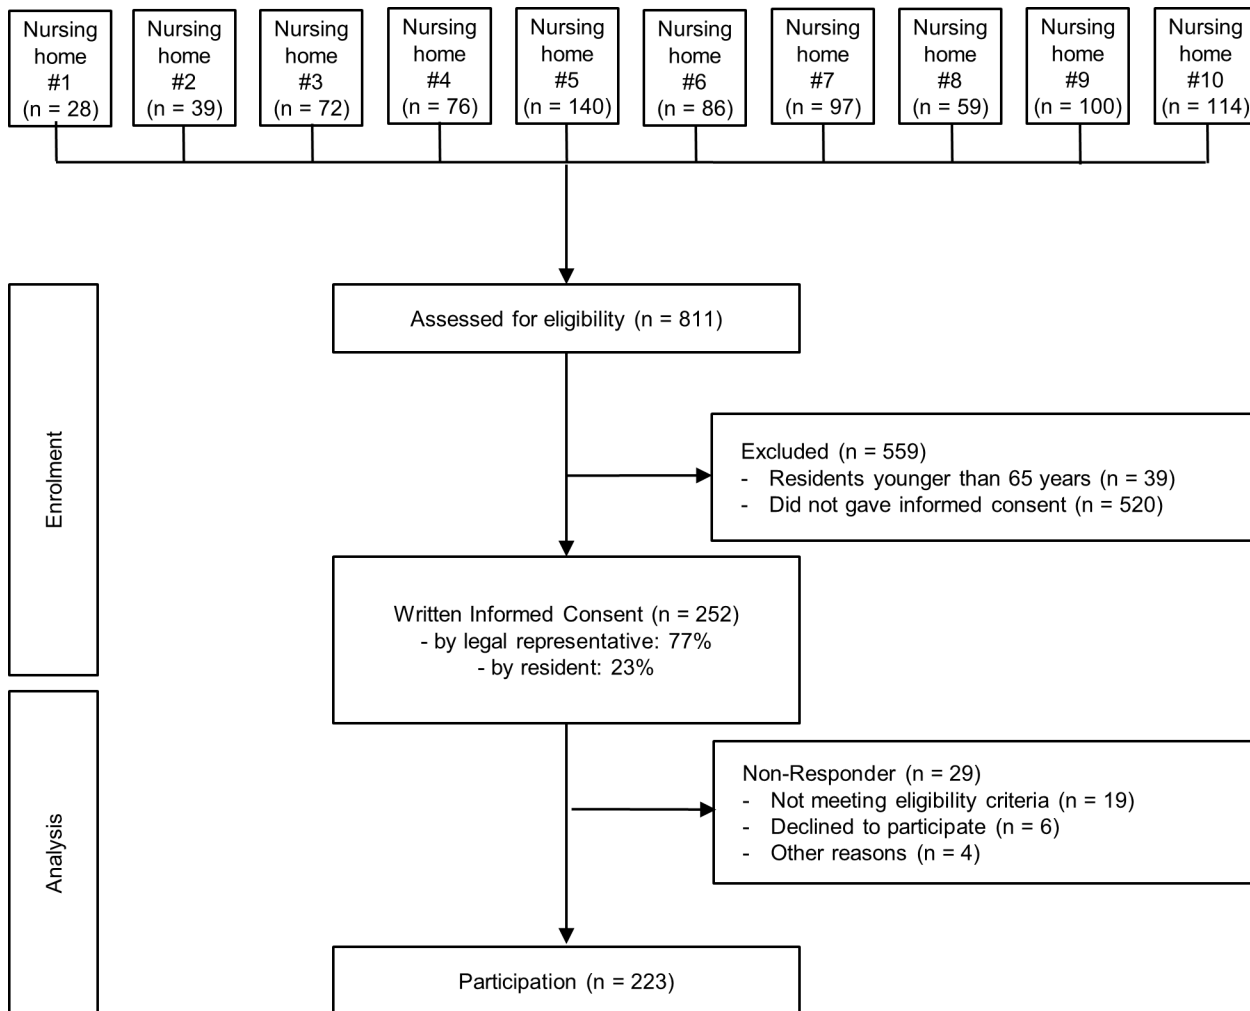 Nursing
home
#1
(n = 28)
Nursing
home
#2
(n = 39)
Nursing
home
#3
(n = 72)
Nursing
home
#4
(n = 76)
Nursing
home
#5
(n = 140)
Nursing
home
#6
(n = 86)
Nursing
home
#7
(n = 97)
Nursing
home
#8
(n = 59)
Nursing
home
#9
(n = 100)
Nursing
home
#10
(n = 114)
Enrolment
Assessed for eligibility (n = 811)
Excluded (n = 559)
- Residents younger than 65 years (n = 39)
- Did not gave informed consent (n = 520)
Written Informed Consent (n = 252)
- by legal representative: 77%
- by resident: 23%
Analysis
Non-Responder (n = 29)
- Not meeting eligibility criteria (n = 19)
- Declined to participate (n = 6)
- Other reasons (n = 4)
Participation (n = 223)